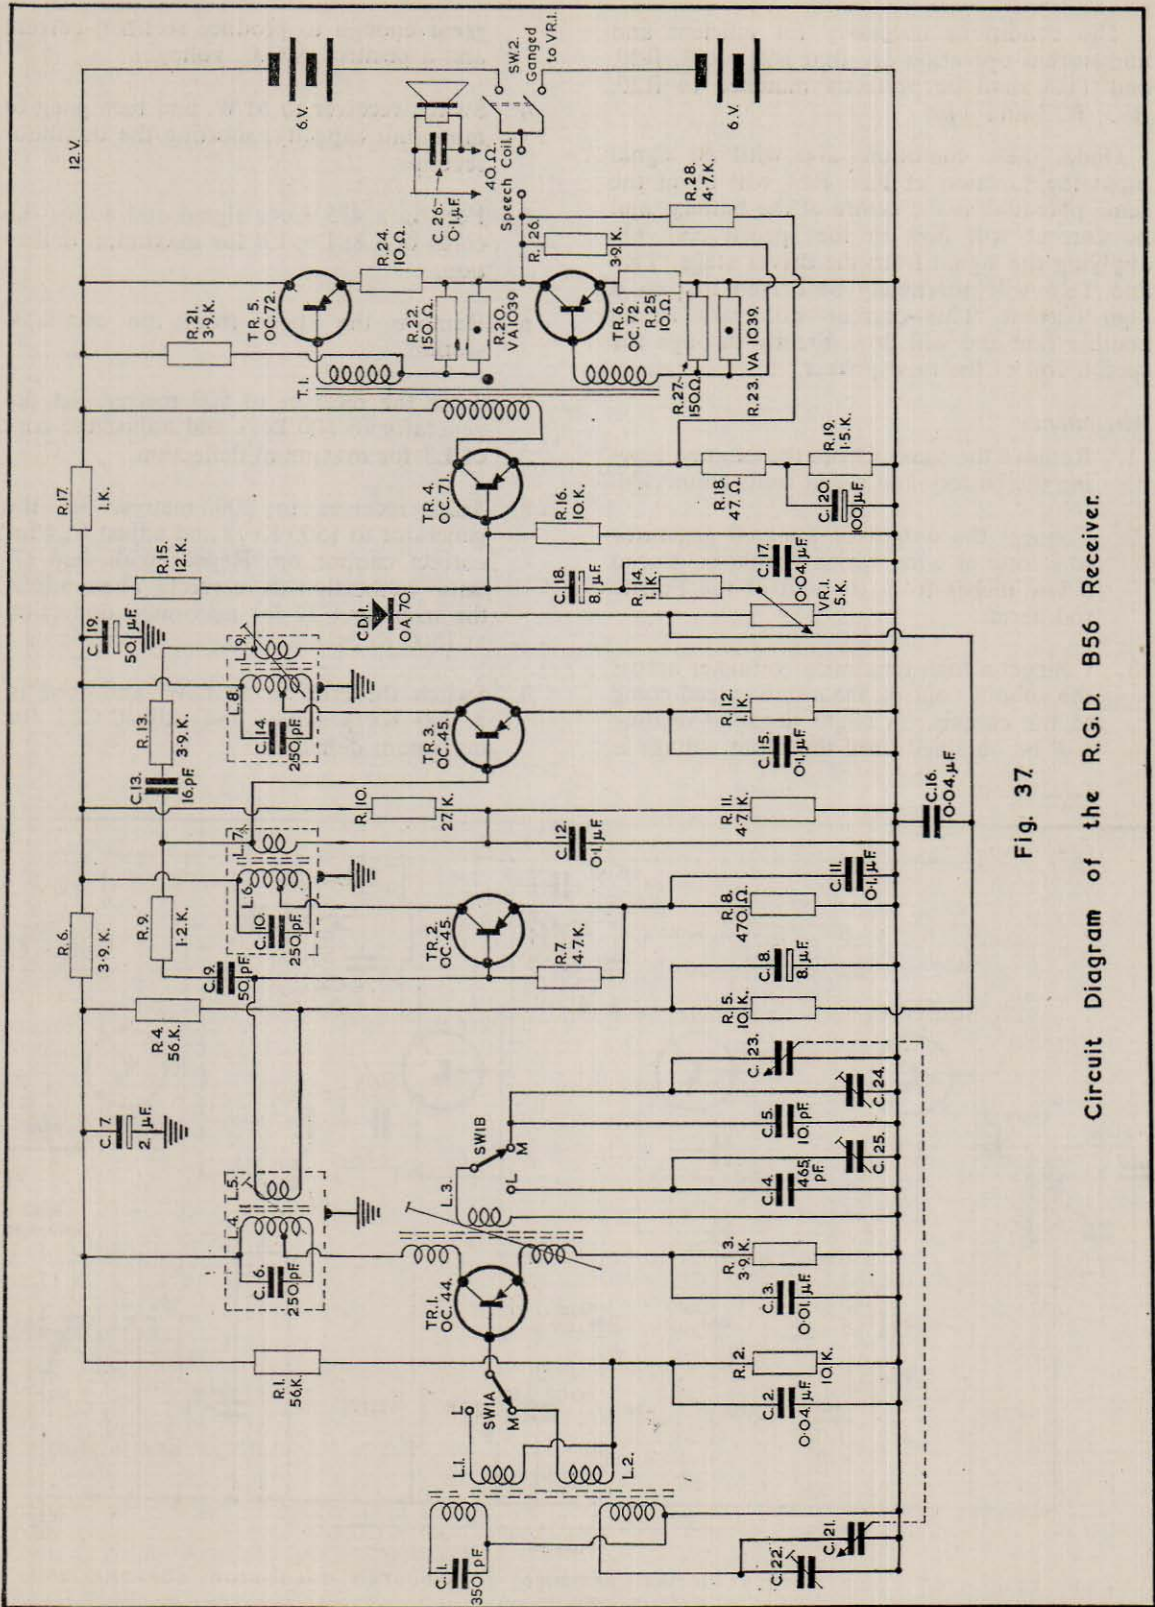 12.V.
6.V.
SW.2.
Ganged
to V.R.1.
6.V.
C.26.
0·1.µF.
40.Ω.
Speech Coil.
R.28.
4·7.K.
R.21.
3·9.K.
TR.5.
OC.72.
R.24.
10.Ω.
R.22.
150.Ω.
R.20.
VA1039
R.26.
3·9.K.
TR.6.
OC.72.
R.25.
10.Ω.
R.27.
150.Ω.
R.23. VA 1039.
T.1.
R.17.
1.K.
R.15.
12.K.
TR.4.
OC.71.
R.16.
10.K.
R.18.
47.Ω.
R.19.
1·5.K.
C.20.
100.µF.
C.19.
50.µF.
CD.1.
OA.70.
C.18.
8.µF.
R.14.
1.K.
C.17.
0·04.µF.
VR.1.
5.K.
L.9.
L.8.
C.14.
250.pF.
R.13.
3·9.K.
C.13.
16.pF.
TR.3.
OC.45.
R.12.
1.K.
C.15.
0·1.µF.
R.10.
27.K.
R.11.
4·7.K.
C.12.
0·1.µF.
C.16.
0·04.µF.
R.6.
3·9.K.
R.9.
1·2.K.
C.9.
50.pF.
L.7.
L.6.
C.10.
250.pF.
TR.2.
OC.45.
R.7.
4·7.K.
R.8.
470.Ω.
C.11.
0·1.µF.
C.8.
8.µF.
R.5.
10.K.
R.4.
56.K.
C.7.
2.µF.
L.5.
L.4.
C.6.
250.pF.
L.3.
SW1B
M
L
C.23.
C.24.
C.5.
10.pF.
C.25.
C.4.
465.
pF.
TR.1.
OC.44.
R.3.
3·9.K.
C.3.
0·01.µF.
R.1.
56.K.
SW1A
L
M
R.2.
10.K.
C.2.
0·04.µF.
L.1.
L.2.
C.1.
350.pF.
C.21.
C.22.
Fig. 37.
Circuit Diagram of the R.G.D. B56 Receiver.